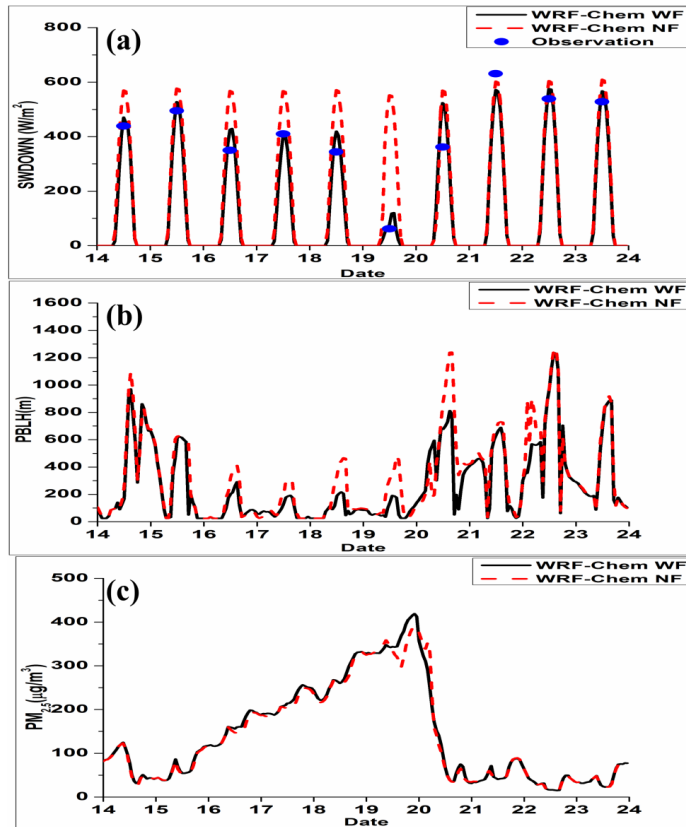 (a)
WRF-Chem WF
WRF-Chem NF
Observation
SWDOWN (W/m²)
800
600
400
200
0
14 15 16 17 18 19 20 21 22 23 24
Date
(b)
WRF-Chem WF
WRF-Chem NF
PBLH(m)
1600
1400
1200
1000
800
600
400
200
0
14 15 16 17 18 19 20 21 22 23 24
Date
(c)
WRF-Chem WF
WRF-Chem NF
PM2.5(μg/m³)
500
400
300
200
100
0
14 15 16 17 18 19 20 21 22 23 24
Date